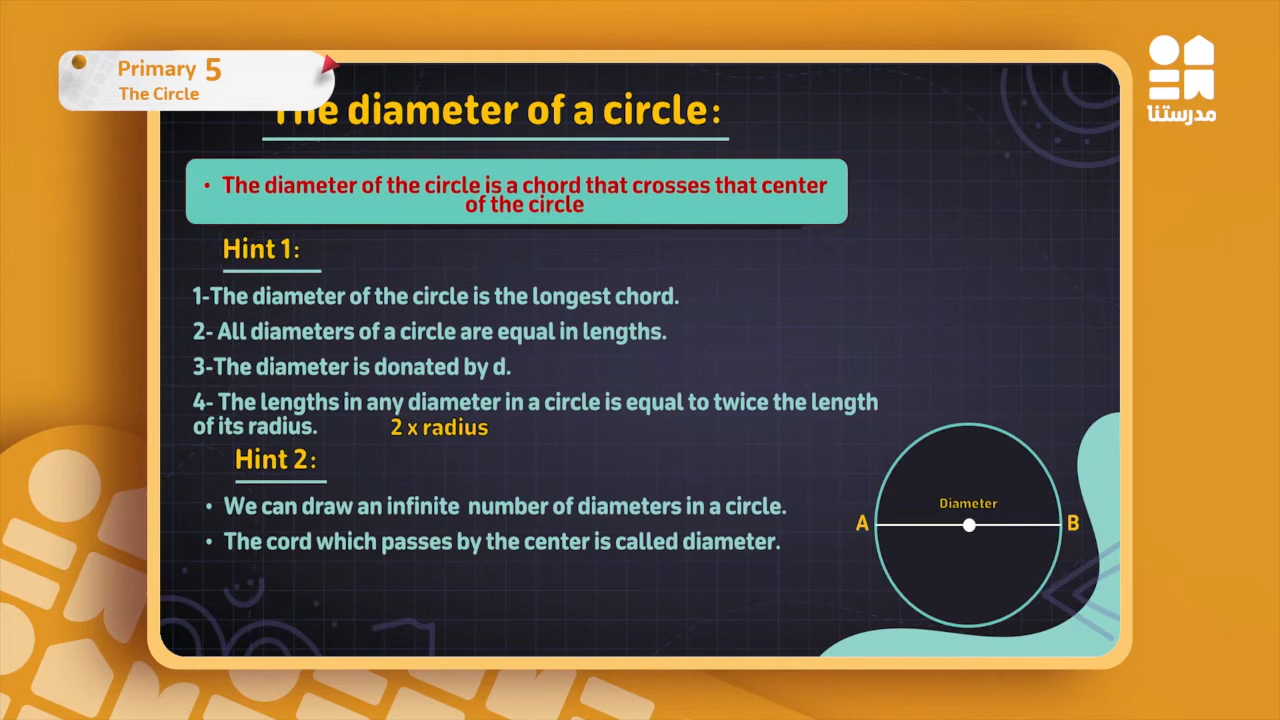 Primary 5
The Circle
The diameter of a circle:
• The diameter of the circle is a chord that crosses that center
of the circle
Hint 1:
1-The diameter of the circle is the longest chord.
2- All diameters of a circle are equal in lengths.
3-The diameter is donated by d.
4- The lengths in any diameter in a circle is equal to twice the length
of its radius. 2 x radius
Hint 2:
• We can draw an infinite number of diameters in a circle.
• The cord which passes by the center is called diameter.
Diameter
A B
مدرستنا